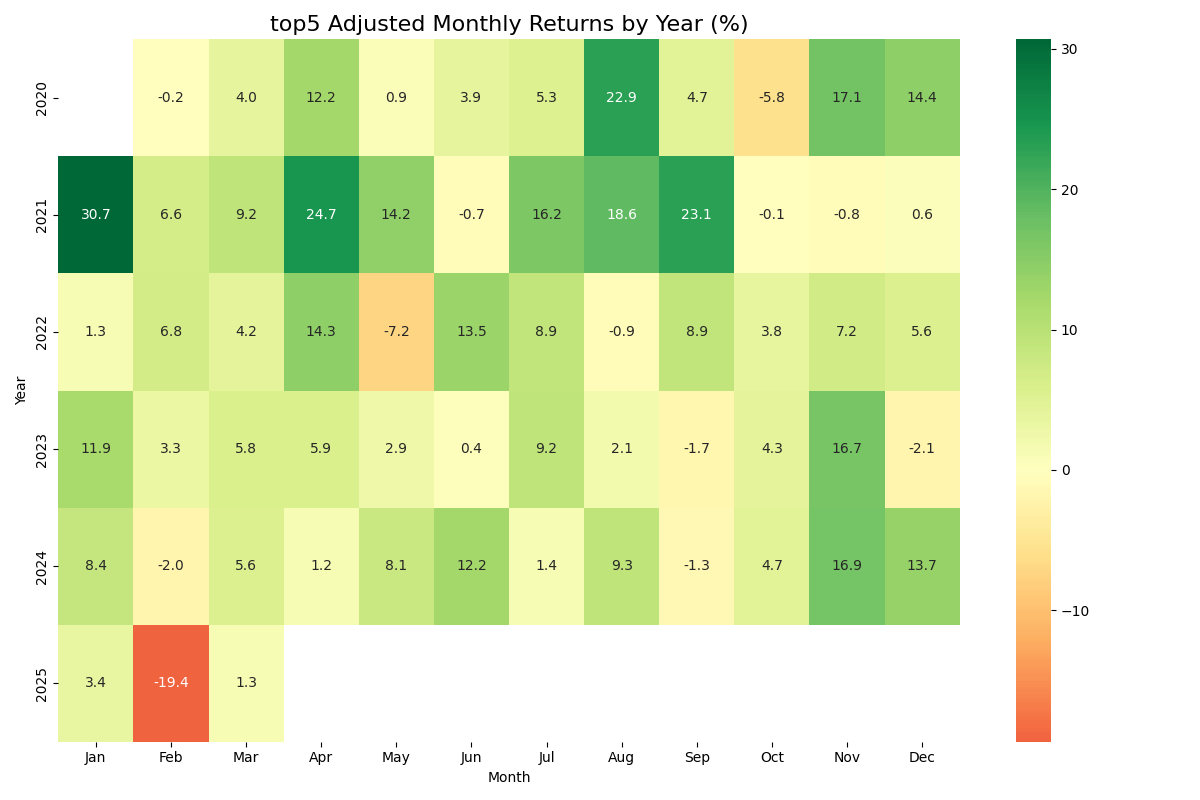 top5 Adjusted Monthly Returns by Year (%)
2020 -0.2 4.0 12.2 0.9 3.9 5.3 22.9 4.7 -5.8 17.1 14.4
2021 30.7 6.6 9.2 24.7 14.2 -0.7 16.2 18.6 23.1 -0.1 -0.8 0.6
2022 1.3 6.8 4.2 14.3 -7.2 13.5 8.9 -0.9 8.9 3.8 7.2 5.6
2023 11.9 3.3 5.8 5.9 2.9 0.4 9.2 2.1 -1.7 4.3 16.7 -2.1
2024 8.4 -2.0 5.6 1.2 8.1 12.2 1.4 9.3 -1.3 4.7 16.9 13.7
2025 3.4 -19.4 1.3
Year
Jan Feb Mar Apr May Jun Jul Aug Sep Oct Nov Dec
Month
30
20
10
0
−10